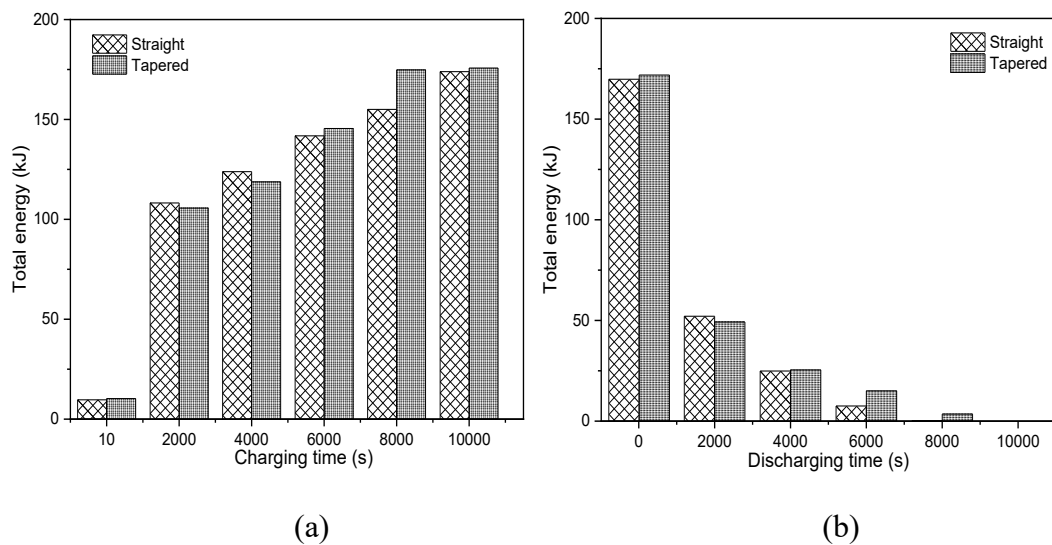 200
150
100
50
0
Total energy (kJ)
Straight
Tapered
10 2000 4000 6000 8000 10000
Charging time (s)
(a)
200
150
100
50
0
Total energy (kJ)
Straight
Tapered
0 2000 4000 6000 8000 10000
Discharging time (s)
(b)